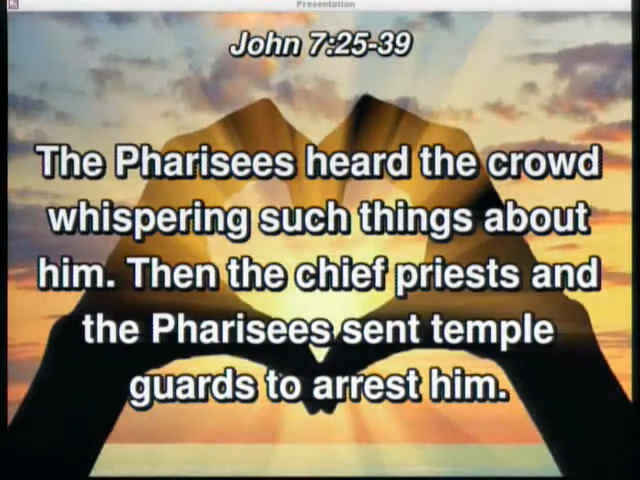 Presentation
John 7:25-39
The Pharisees heard the crowd
whispering such things about
him. Then the chief priests and
the Pharisees sent temple
guards to arrest him.